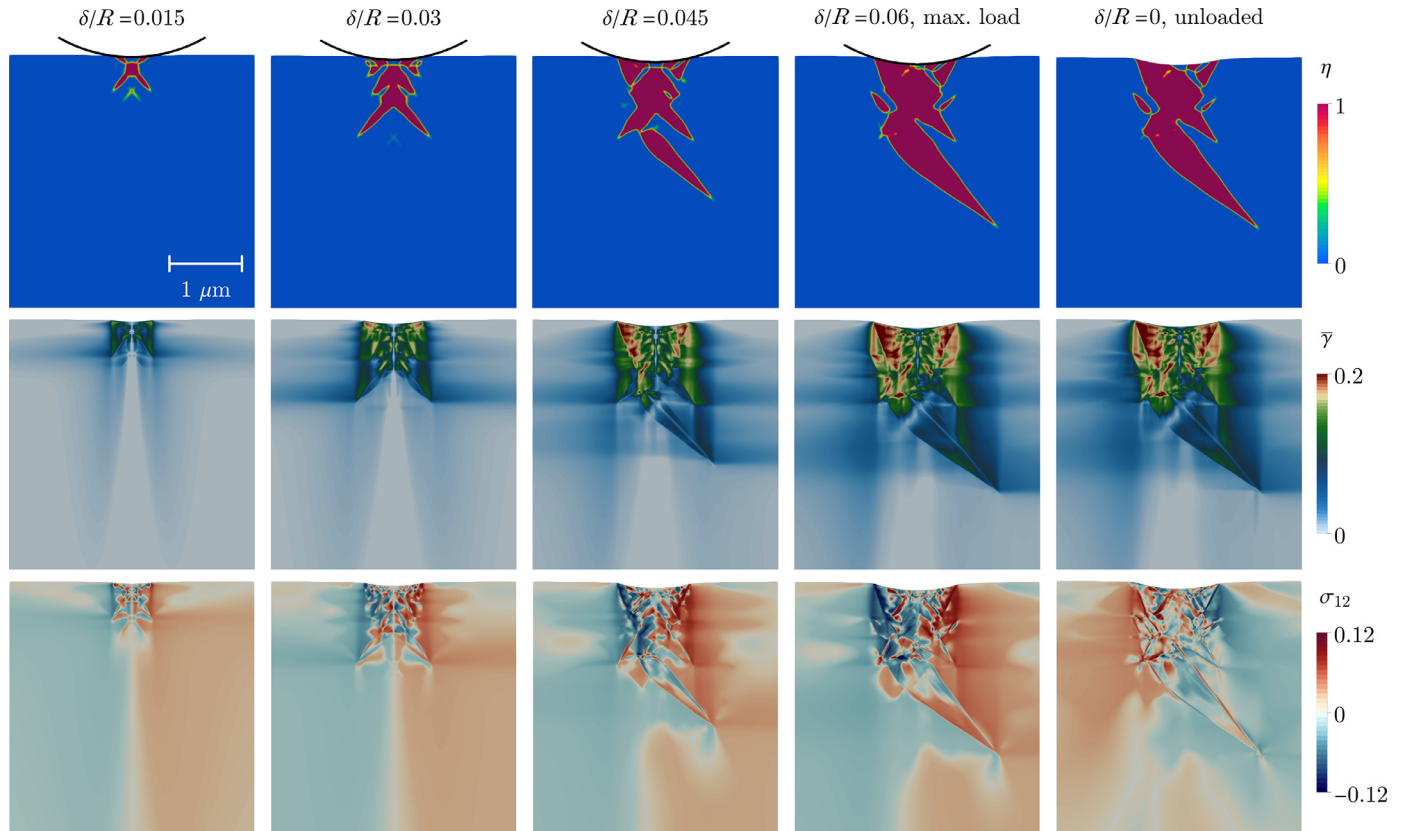 δ/R =0.015
δ/R =0.03
δ/R =0.045
δ/R =0.06, max. load
δ/R =0, unloaded
η
1
0
1 μm
γ̅
0.2
0
σ₁₂
0.12
0
−0.12